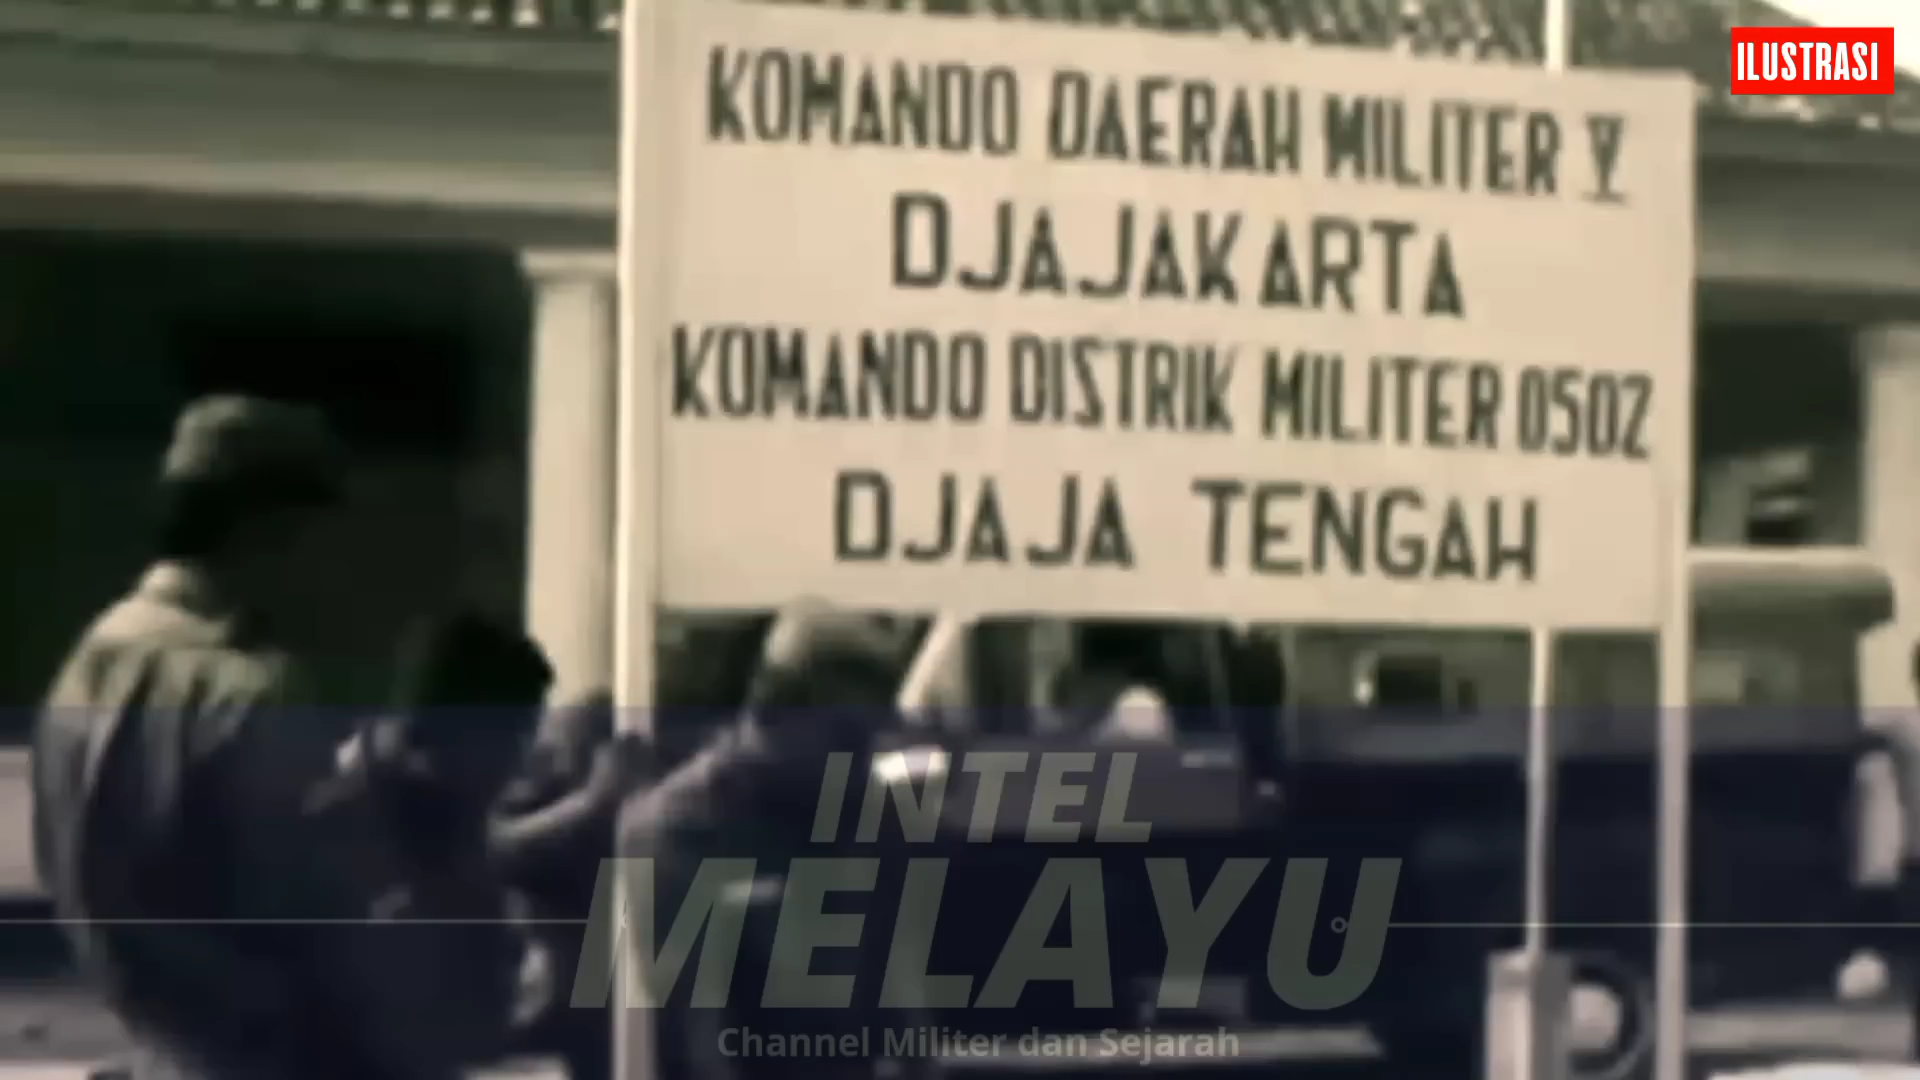 ILUSTRASI
KOMANDO DAERAH MILITER V
DJAJAKARTA
KOMANDO DISTRIK MILITER 0502
DJAJA TENGAH
INTEL
MELAYU
Channel Militer dan Sejarah